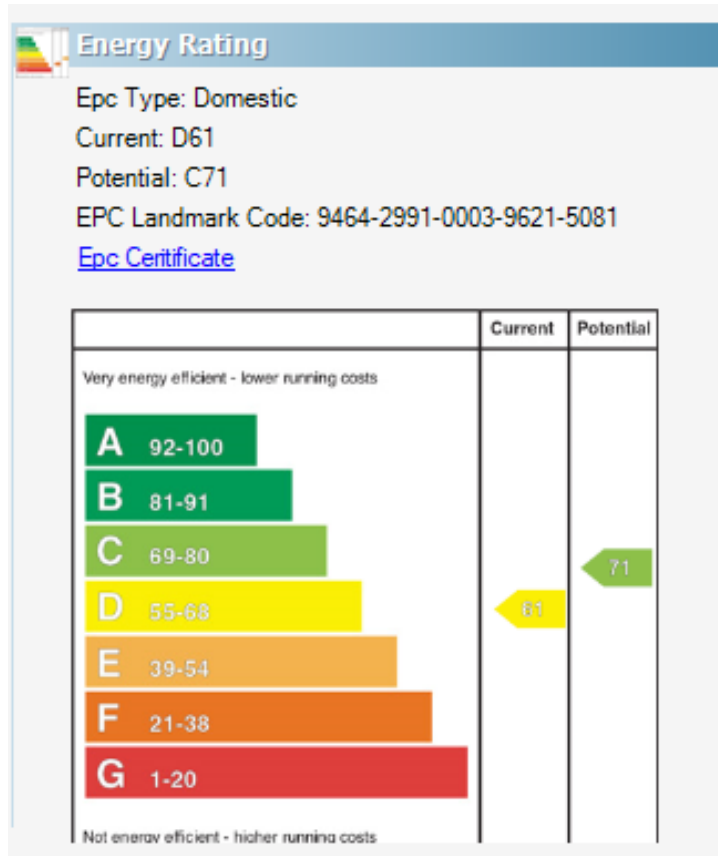 Energy Rating
Epc Type: Domestic
Current: D61
Potential: C71
EPC Landmark Code: 9464-2991-0003-9621-5081
Epc Ceritificate
Current Potential
Very energy efficient - lower running costs
A 92-100
B 81-91
C 69-80
71
D 55-68
61
E 39-54
F 21-38
G 1-20
Not energy efficient - higher running costs